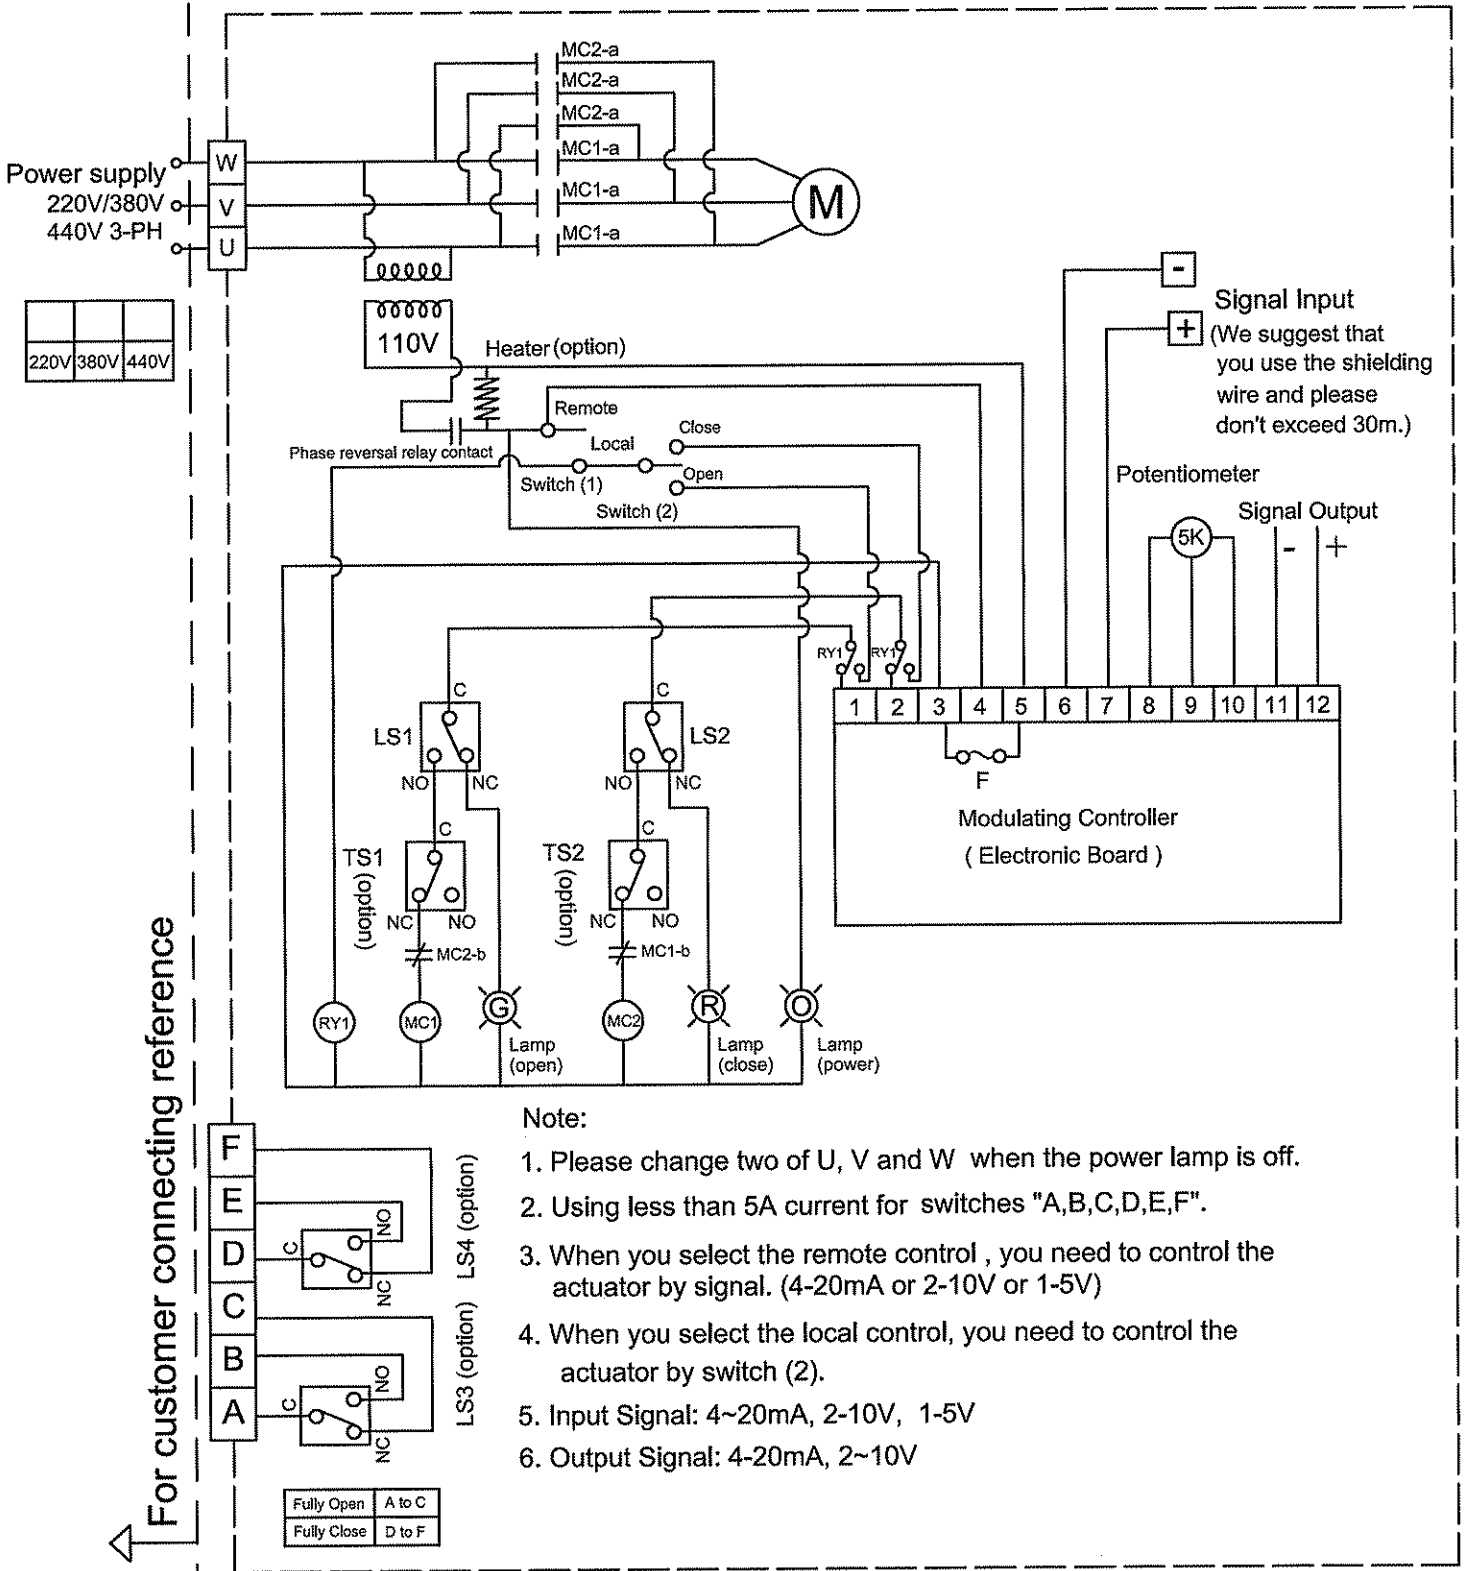 MC2-a
MC2-a
MC2-a
MC1-a
MC1-a
MC1-a
W
V
U
Power supply
220V/380V
440V 3-PH
M
220V 380V 440V
110V
Heater (option)
Remote
Local
Close
Open
Phase reversal relay contact
Switch (1)
Switch (2)
-
+
Signal Input
(We suggest that
you use the shielding
wire and please
don't exceed 30m.)
Potentiometer
5K
Signal Output
- +
RY1 RY1
1 2 3 4 5 6 7 8 9 10 11 12
F
Modulating Controller
( Electronic Board )
C
LS1
NO NC
C
LS2
NO NC
C
TS1
(option)
NC NO
C
TS2
(option)
NC NO
MC2-b
MC1-b
RY1
MC1
G
Lamp
(open)
MC2
R
Lamp
(close)
O
Lamp
(power)
For customer connecting reference
F
E
D
C
B
A
C
NO
NC
LS4 (option)
C
NO
NC
LS3 (option)
Fully Open A to C
Fully Close D to F
Note:
1. Please change two of U, V and W when the power lamp is off.
2. Using less than 5A current for switches "A,B,C,D,E,F".
3. When you select the remote control , you need to control the
actuator by signal. (4-20mA or 2-10V or 1-5V)
4. When you select the local control, you need to control the
actuator by switch (2).
5. Input Signal: 4~20mA, 2-10V, 1-5V
6. Output Signal: 4-20mA, 2~10V